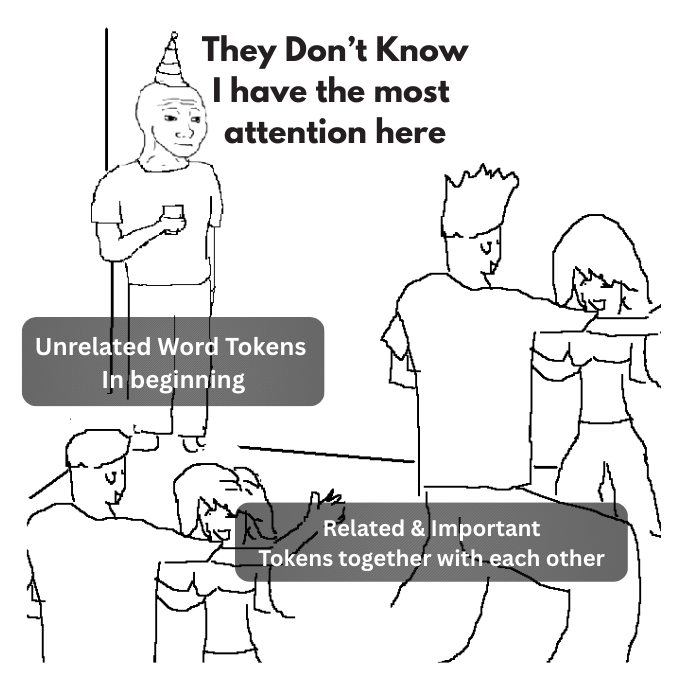 They Don’t Know
I have the most
attention here
Unrelated Word Tokens
In beginning
Related & Important
Tokens together with each other